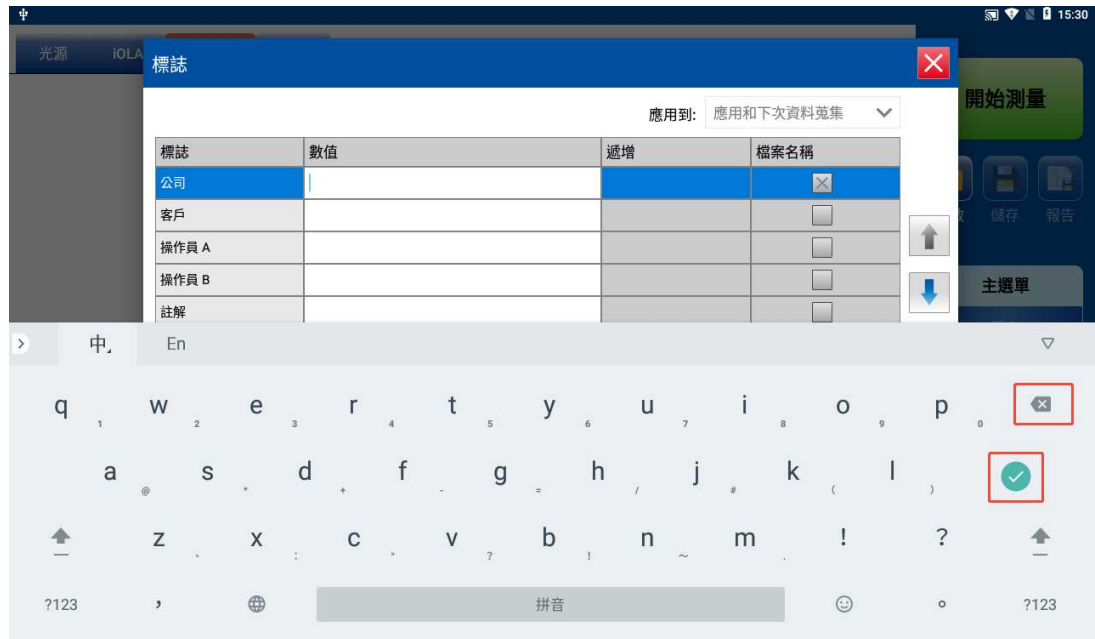 15:30
光源 iOLA
標誌
開始測量
應用到: 應用和下次資料蒐集
標誌 數值 遞增 檔案名稱
公司
客戶
儲存 報告
操作員 A
操作員 B
主選單
註解
中 En
q 1 w 2 e 3 r 4 t 5 y 6 u 7 i 8 o 9 p 0
a @ s * d + f - g = h / j # k ( l )
z 、 x : c " v ? b ! n ~ m . ! ?
?123 , 拼音 。 ?123